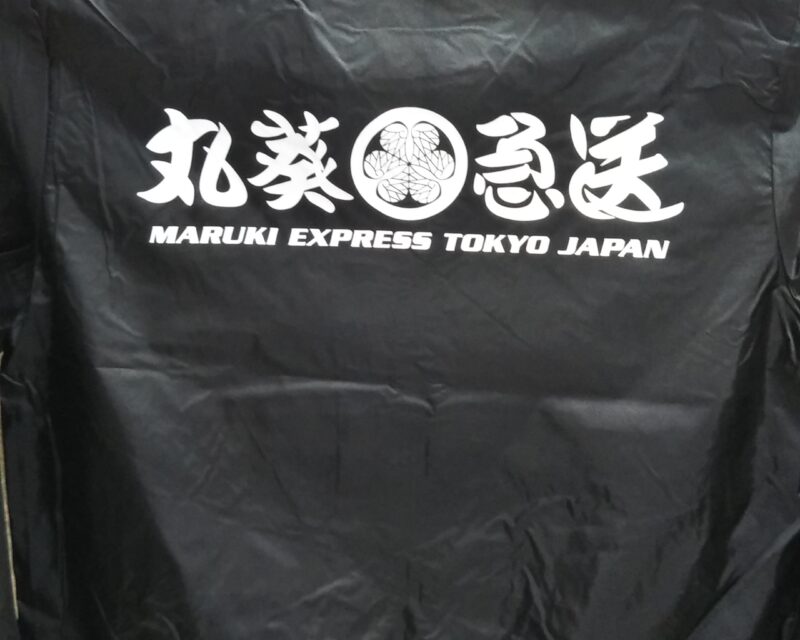 丸葵急送
MARUKI EXPRESS TOKYO JAPAN